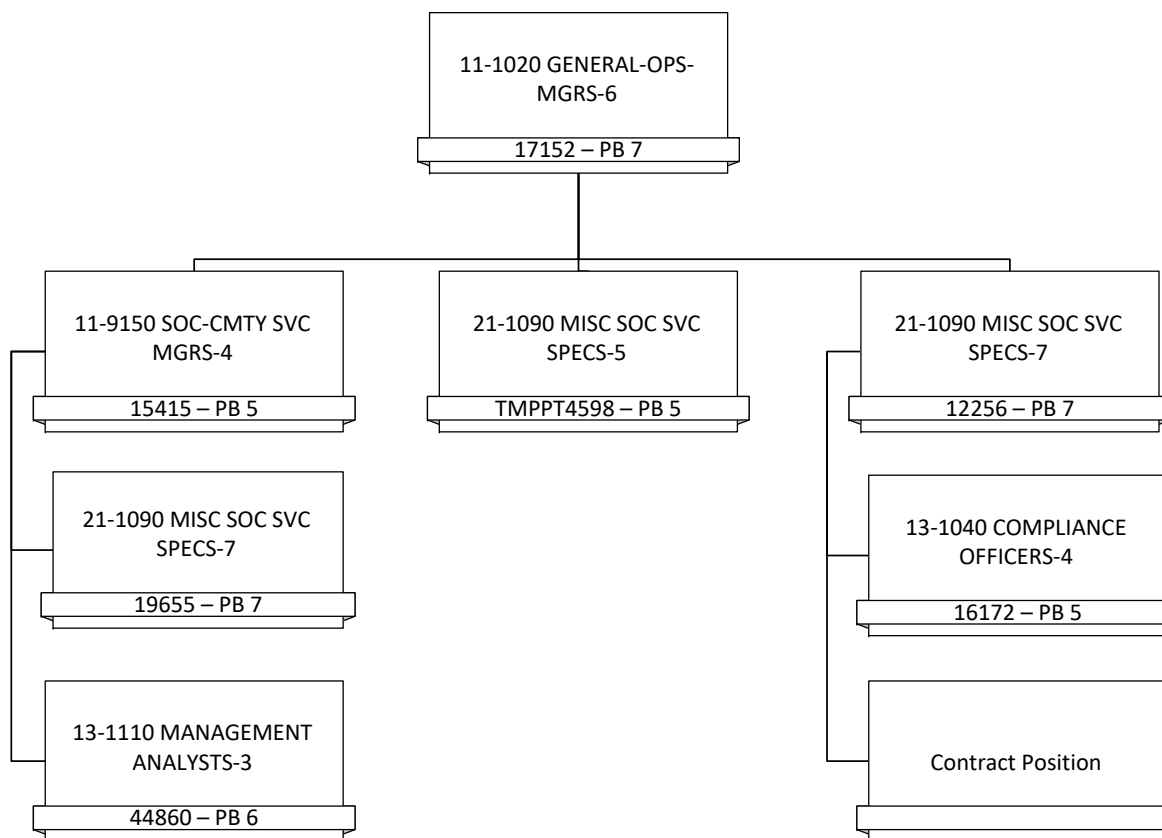 11-1020 GENERAL-OPS-
MGRS-6
17152 – PB 7
11-9150 SOC-CMTY SVC
MGRS-4
15415 – PB 5
21-1090 MISC SOC SVC
SPECS-5
TMPPT4598 – PB 5
21-1090 MISC SOC SVC
SPECS-7
12256 – PB 7
21-1090 MISC SOC SVC
SPECS-7
19655 – PB 7
13-1040 COMPLIANCE
OFFICERS-4
16172 – PB 5
13-1110 MANAGEMENT
ANALYSTS-3
44860 – PB 6
Contract Position